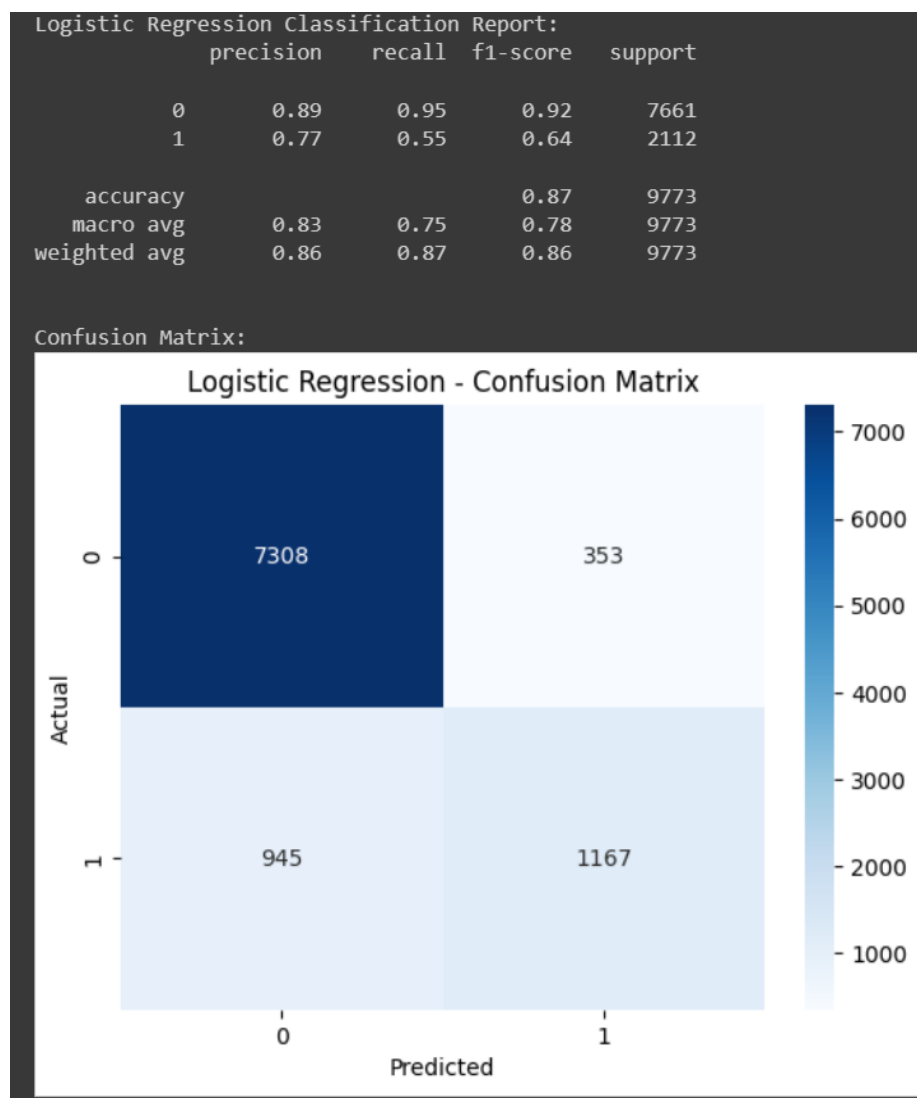 Logistic Regression Classification Report:
precision recall f1-score support
0 0.89 0.95 0.92 7661
1 0.77 0.55 0.64 2112
accuracy 0.87 9773
macro avg 0.83 0.75 0.78 9773
weighted avg 0.86 0.87 0.86 9773
Confusion Matrix:
Logistic Regression - Confusion Matrix
7000
6000
5000
4000
3000
2000
1000
Actual
0
7308 353
1
945 1167
0 1
Predicted